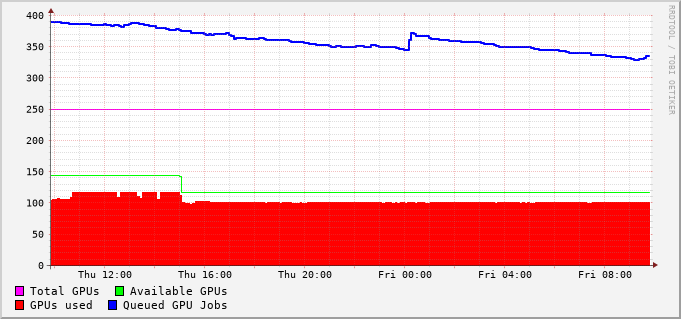 400
350
300
250
200
150
100
50
0
Thu 12:00 Thu 16:00 Thu 20:00 Fri 00:00 Fri 04:00 Fri 08:00
Total GPUs Available GPUs
GPUs used Queued GPU Jobs
RRDTOOL / TOBI OETIKER